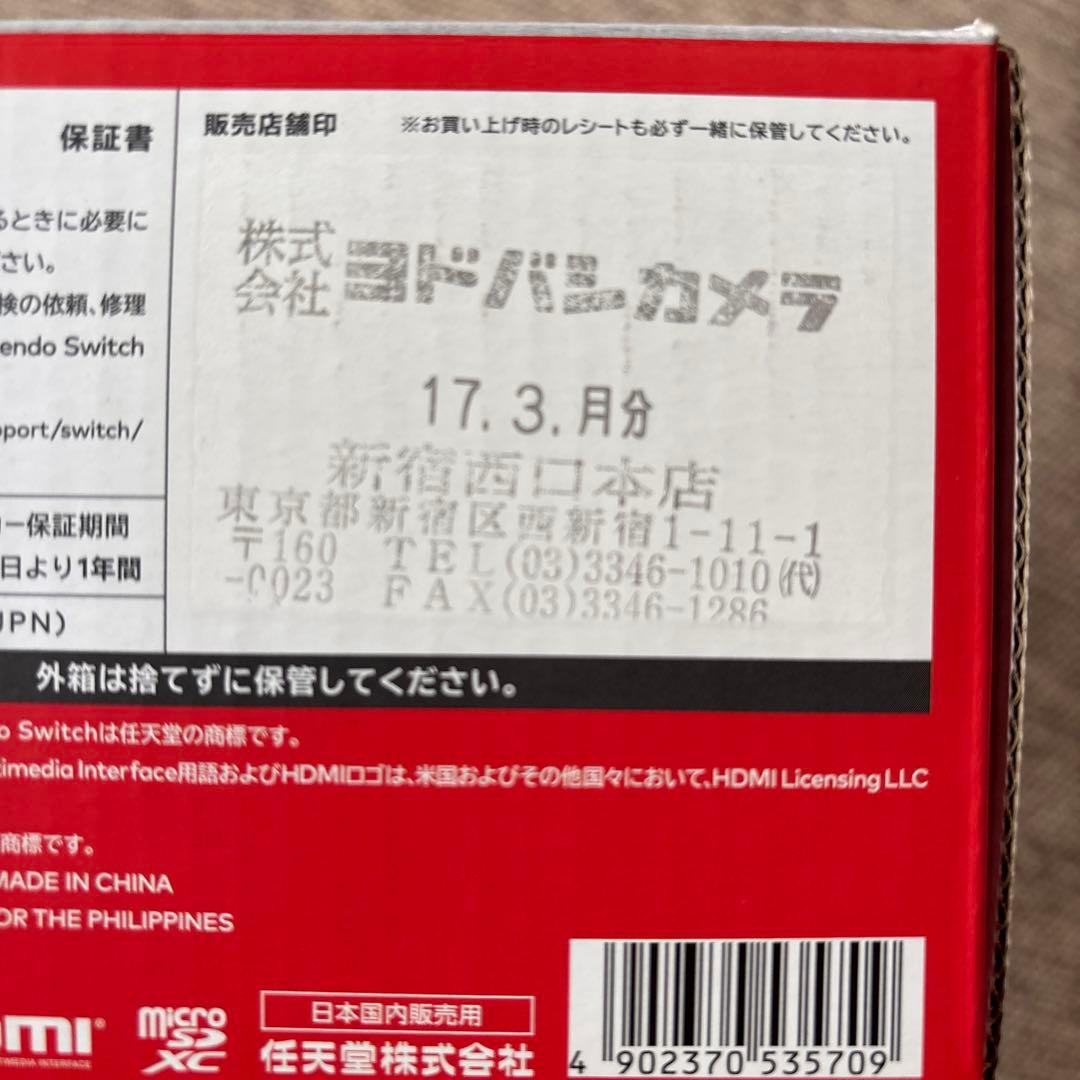 保証書
販売店舗印
※お買い上げ時のレシートも必ず一緒に保管してください。
るときに必要に
さい。
検の依頼、修理
endo Switch
pport/switch/
ー保証期間
日より1年間
JPN)
株式会社 ヨドバシカメラ
17. 3. 月分
新宿西口本店
東京都新宿区西新宿1-11-1
〒160 TEL(03)3346-1010(代)
-0023 FAX(03)3346-1286
外箱は捨てずに保管してください。
o Switchは任天堂の商標です。
timedia Interface用語およびHDMIロゴは、米国およびその他国々において、HDMI Licensing LLC
商標です。
MADE IN CHINA
OR THE PHILIPPINES
日本国内販売用
任天堂株式会社
micro SD XC
4 902370 535709